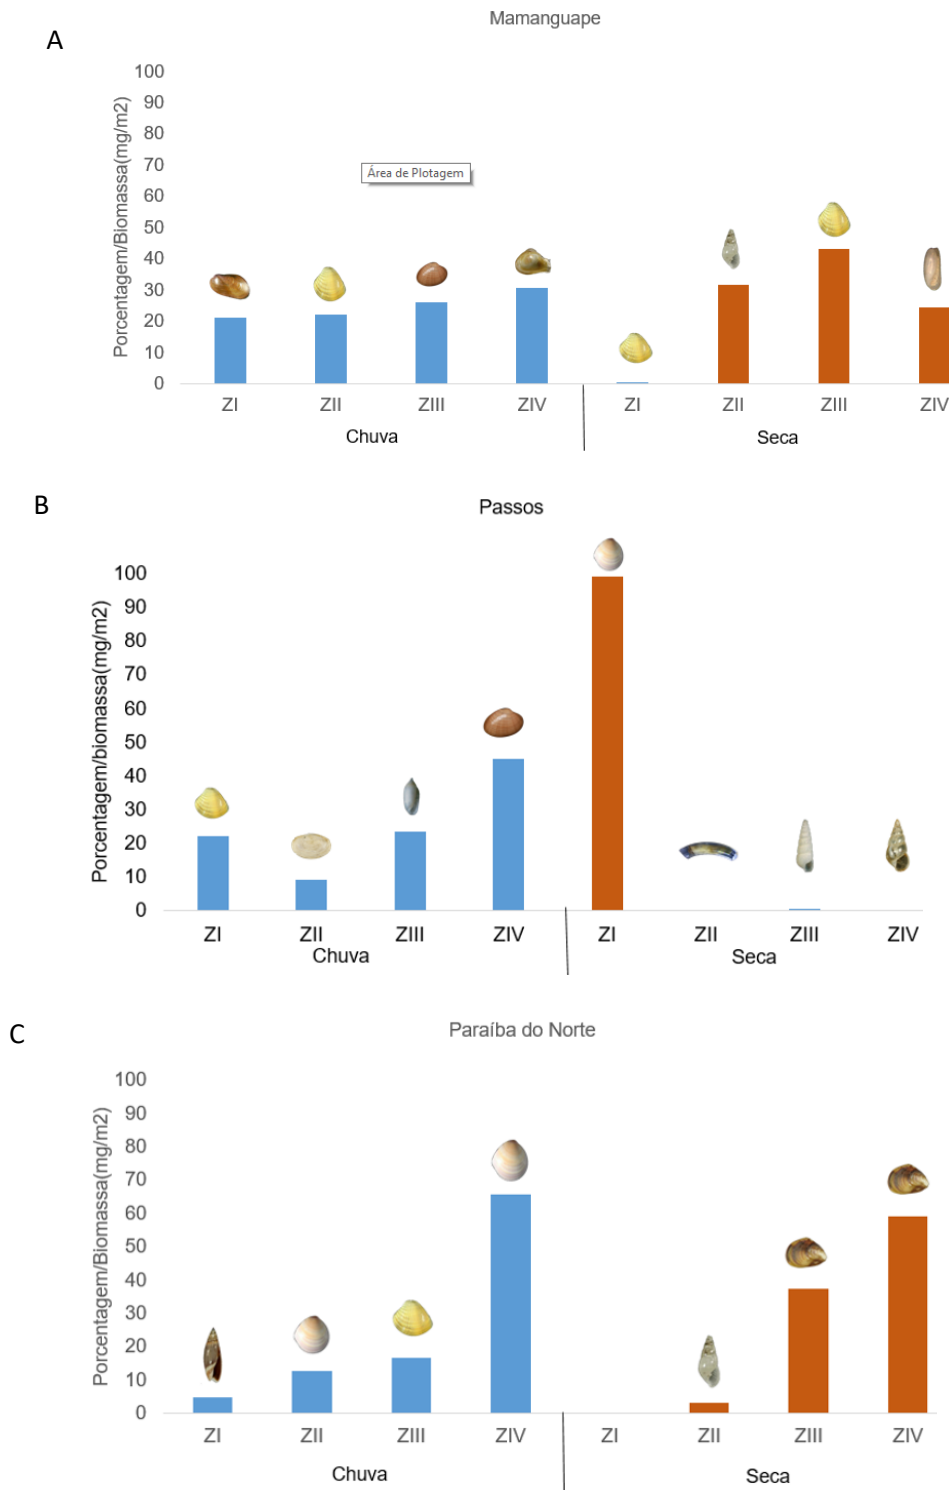 A
Mamanguape
Porcentagem/Biomassa(mg/m2)
100
90
80
70
60
50
40
30
20
10
0
Área de Plotagem
ZI ZII ZIII ZIV ZI ZII ZIII ZIV
Chuva Seca
B
Passos
Porcentagem/biomassa(mg/m2)
100
90
80
70
60
50
40
30
20
10
0
ZI ZII ZIII ZIV ZI ZII ZIII ZIV
Chuva Seca
C
Paraíba do Norte
Porcentagem/Biomassa(mg/m2)
100
90
80
70
60
50
40
30
20
10
0
ZI ZII ZIII ZIV ZI ZII ZIII ZIV
Chuva Seca